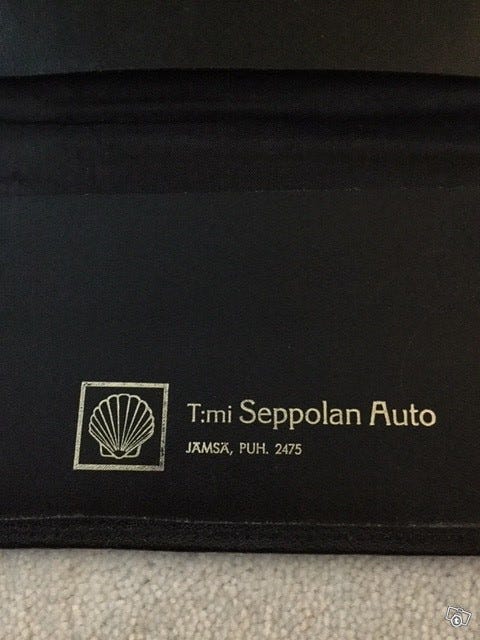 T:mi Seppolan Auto
JÄMSÄ, PUH. 2475